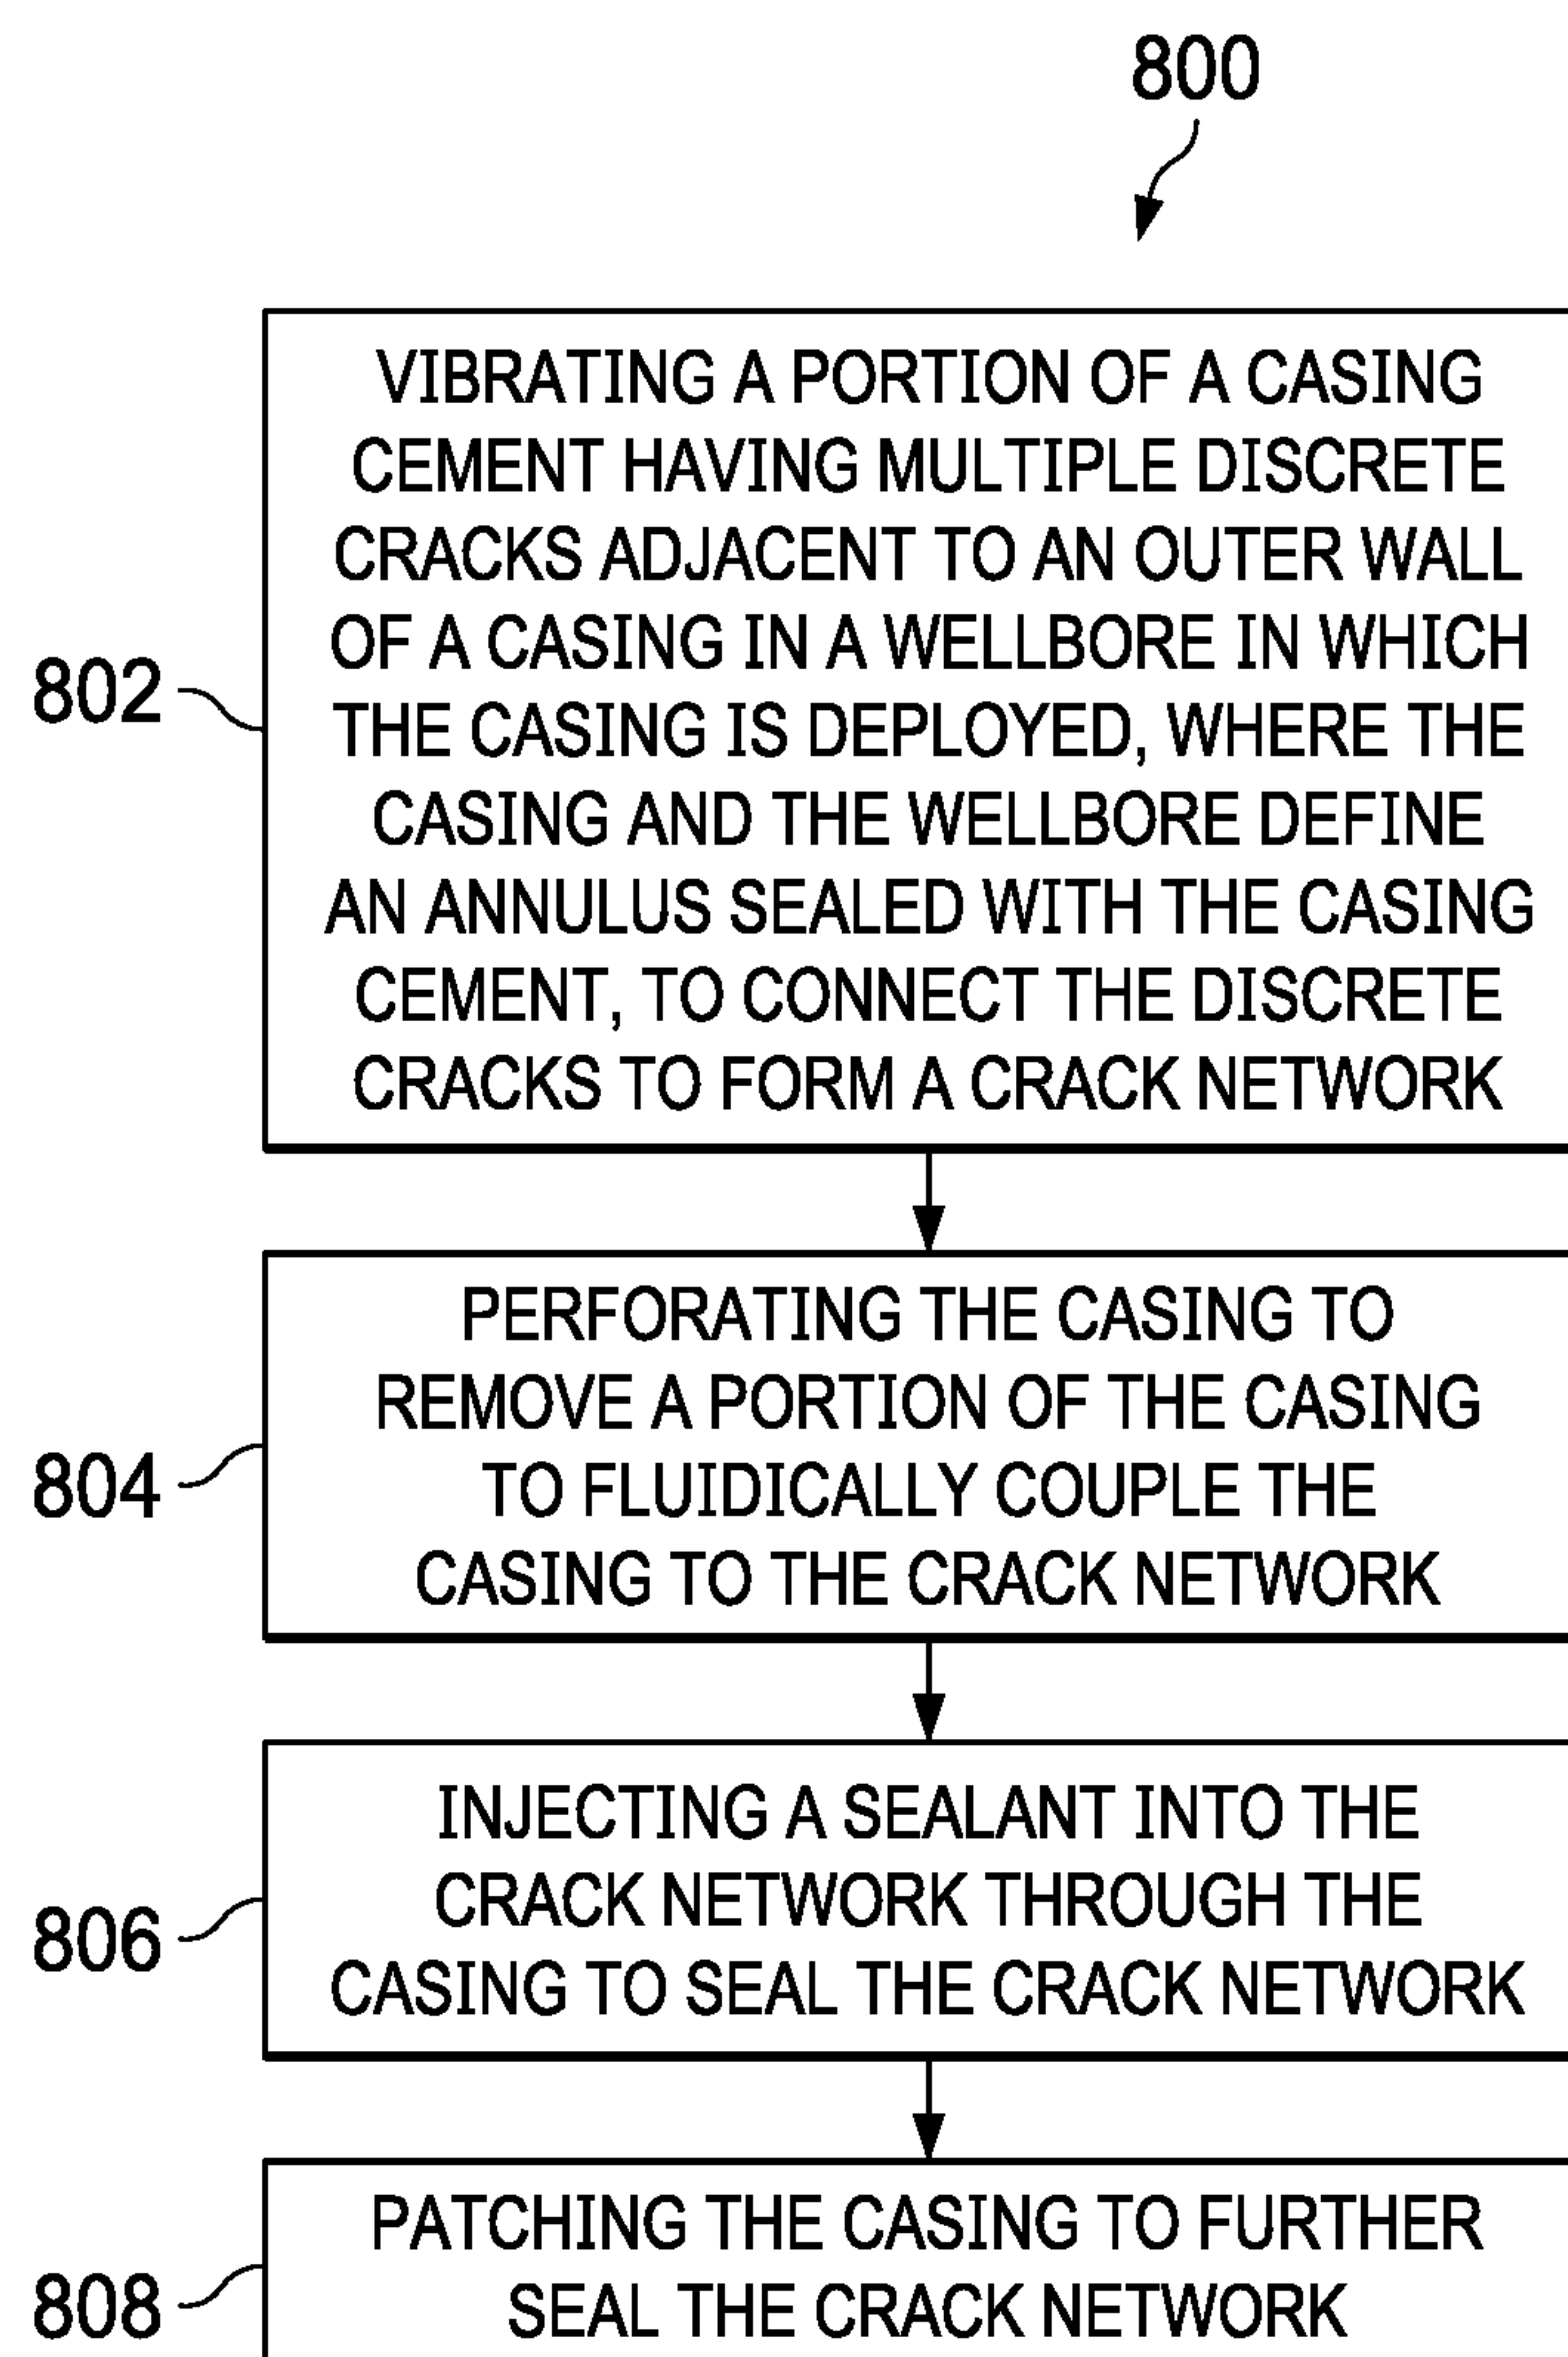 800
802
VIBRATING A PORTION OF A CASING
CEMENT HAVING MULTIPLE DISCRETE
CRACKS ADJACENT TO AN OUTER WALL
OF A CASING IN A WELLBORE IN WHICH
THE CASING IS DEPLOYED, WHERE THE
CASING AND THE WELLBORE DEFINE
AN ANNULUS SEALED WITH THE CASING
CEMENT, TO CONNECT THE DISCRETE
CRACKS TO FORM A CRACK NETWORK
804
PERFORATING THE CASING TO
REMOVE A PORTION OF THE CASING
TO FLUIDICALLY COUPLE THE
CASING TO THE CRACK NETWORK
806
INJECTING A SEALANT INTO THE
CRACK NETWORK THROUGH THE
CASING TO SEAL THE CRACK NETWORK
808
PATCHING THE CASING TO FURTHER
SEAL THE CRACK NETWORK